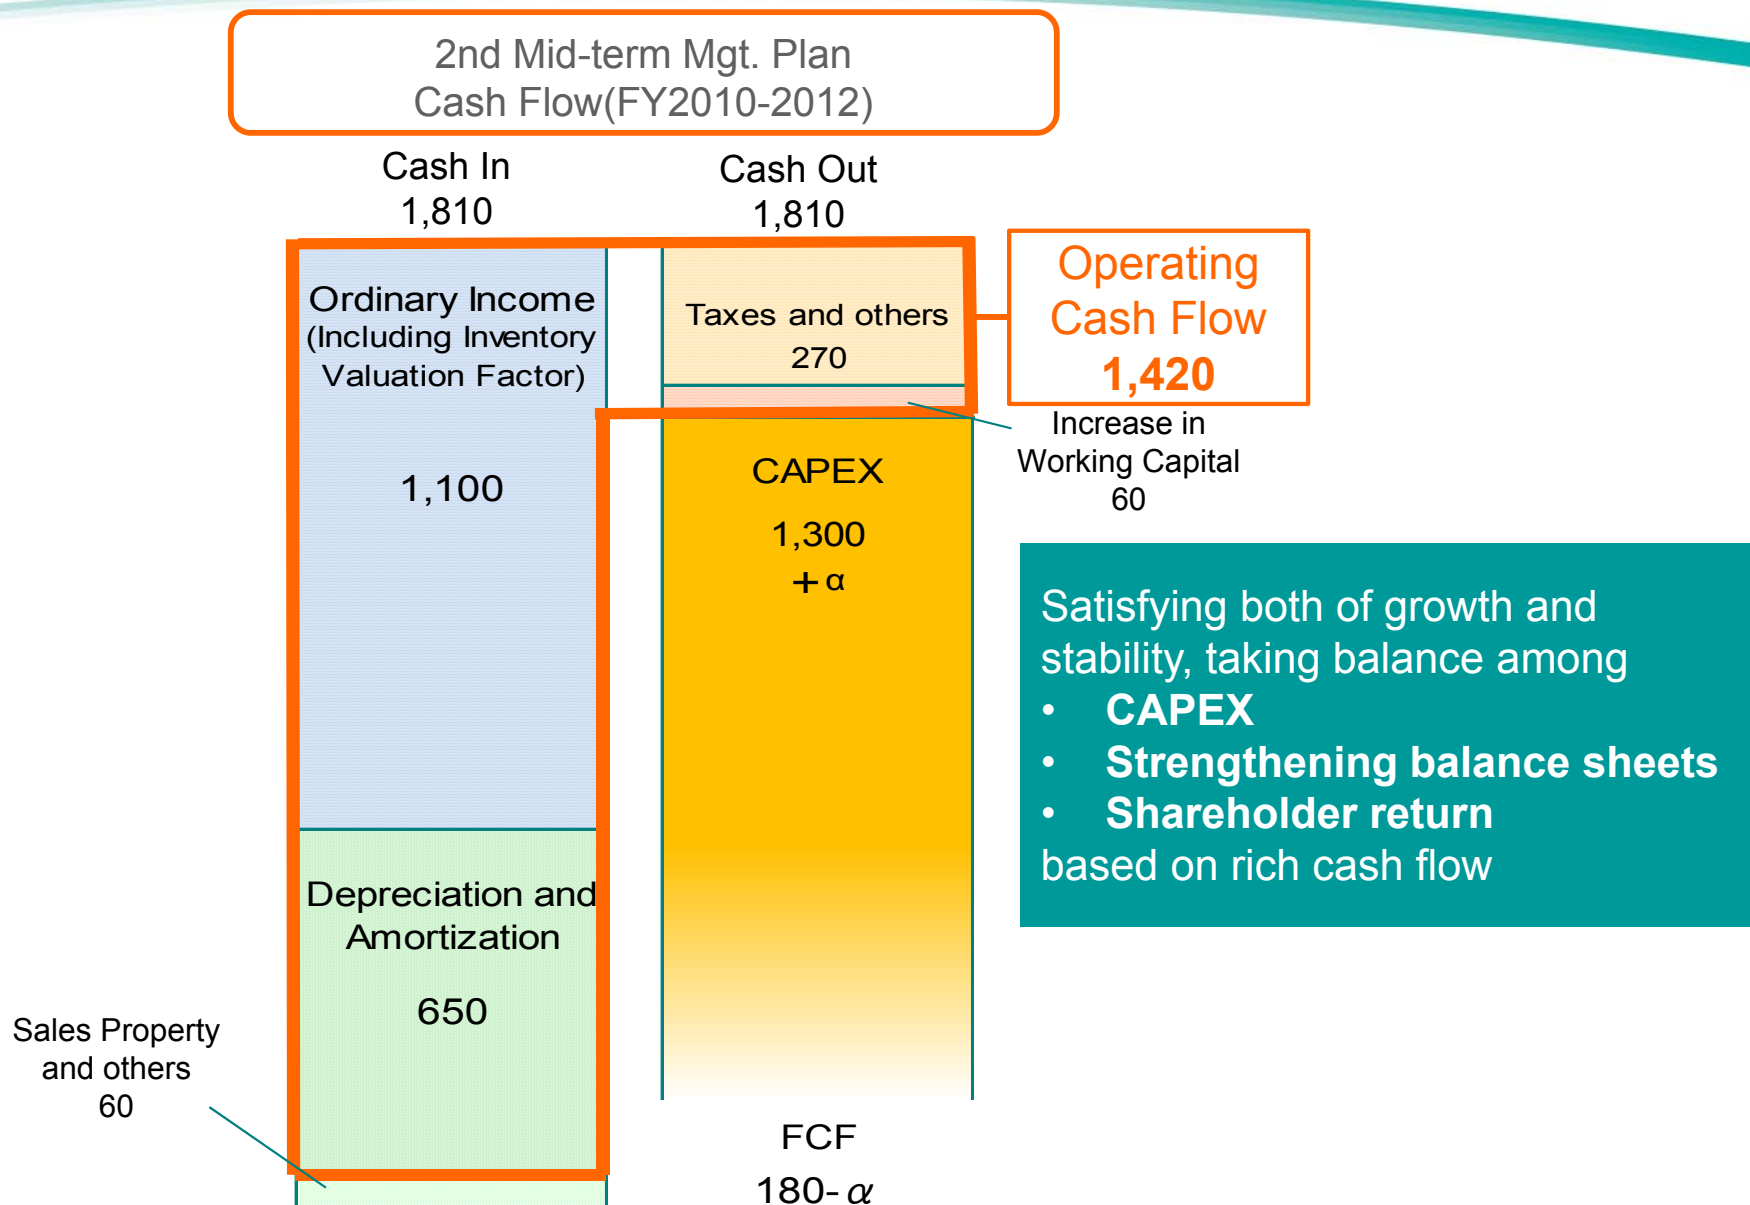 2nd Mid-term Mgt. Plan
Cash Flow(FY2010-2012)
Cash In
1,810
Cash Out
1,810
Ordinary Income
(Including Inventory
Valuation Factor)
1,100
Depreciation and
Amortization
650
Sales Property
and others
60
Taxes and others
270
CAPEX
1,300
+α
FCF
180-α
Operating
Cash Flow
1,420
Increase in
Working Capital
60
Satisfying both of growth and
stability, taking balance among
• CAPEX
• Strengthening balance sheets
• Shareholder return
based on rich cash flow